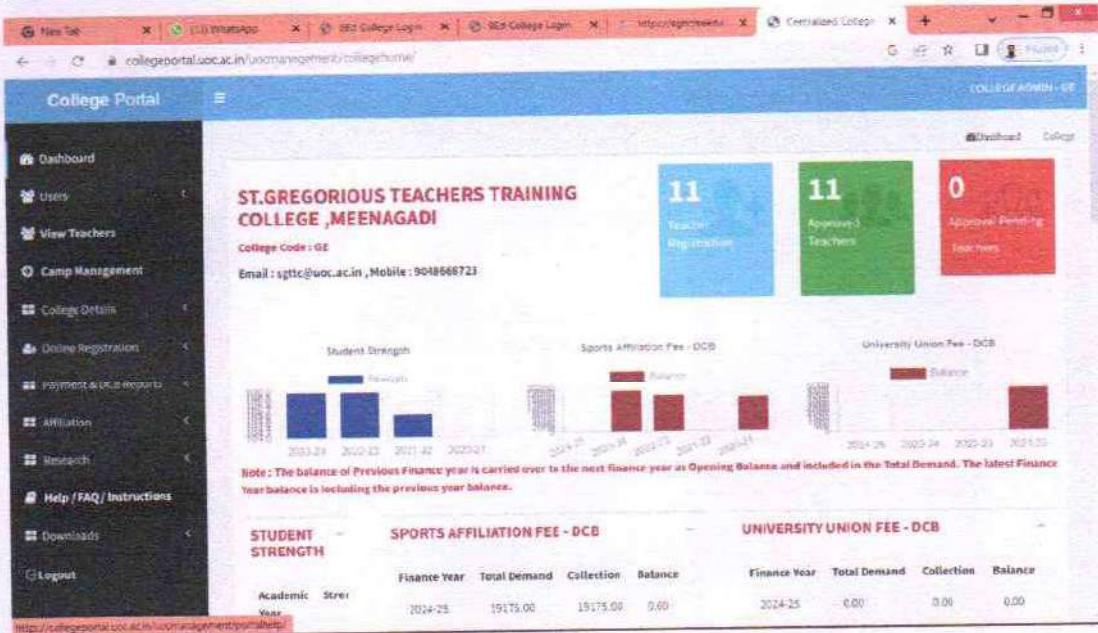 New Tab
WhatsApp
BEd College Login
BEd College Login
Centralized College
collegeportal.uoc.ac.in/uocmanagement/collegehome/
College Portal
COLLEGE ADMIN - GE
Dashboard College
Dashboard
Users
View Teachers
Camp Management
College Details
Online Registration
Payment & DCB Reports
Affiliation
Research
Help / FAQ / Instructions
Downloads
Logout
ST.GREGORIOUS TEACHERS TRAINING
COLLEGE ,MEENAGADI
College Code : GE
Email : sgttc@uoc.ac.in , Mobile : 9048666723
11
Teacher
Registration
11
Approved
Teachers
0
Approval Pending
Teachers
Student Strength
2023-24 2022-23 2021-22 2020-21
Sports Affiliation Fee - DCB
Balance
2024-25 2023-24 2022-23 2021-22 2020-21
University Union Fee - DCB
Balance
2024-25 2023-24 2022-23 2021-22
Note : The balance of Previous Finance year is carried over to the next finance year as Opening Balance and included in the Total Demand. The latest Finance
Year balance is including the previous year balance.
STUDENT
STRENGTH
Academic
Year
SPORTS AFFILIATION FEE - DCB
Finance Year Total Demand Collection Balance
2024-25 19175.00 19175.00 0.00
UNIVERSITY UNION FEE - DCB
Finance Year Total Demand Collection Balance
2024-25 0.00 0.00 0.00
https://collegeportal.uoc.ac.in/uocmanagement/portalhelp/